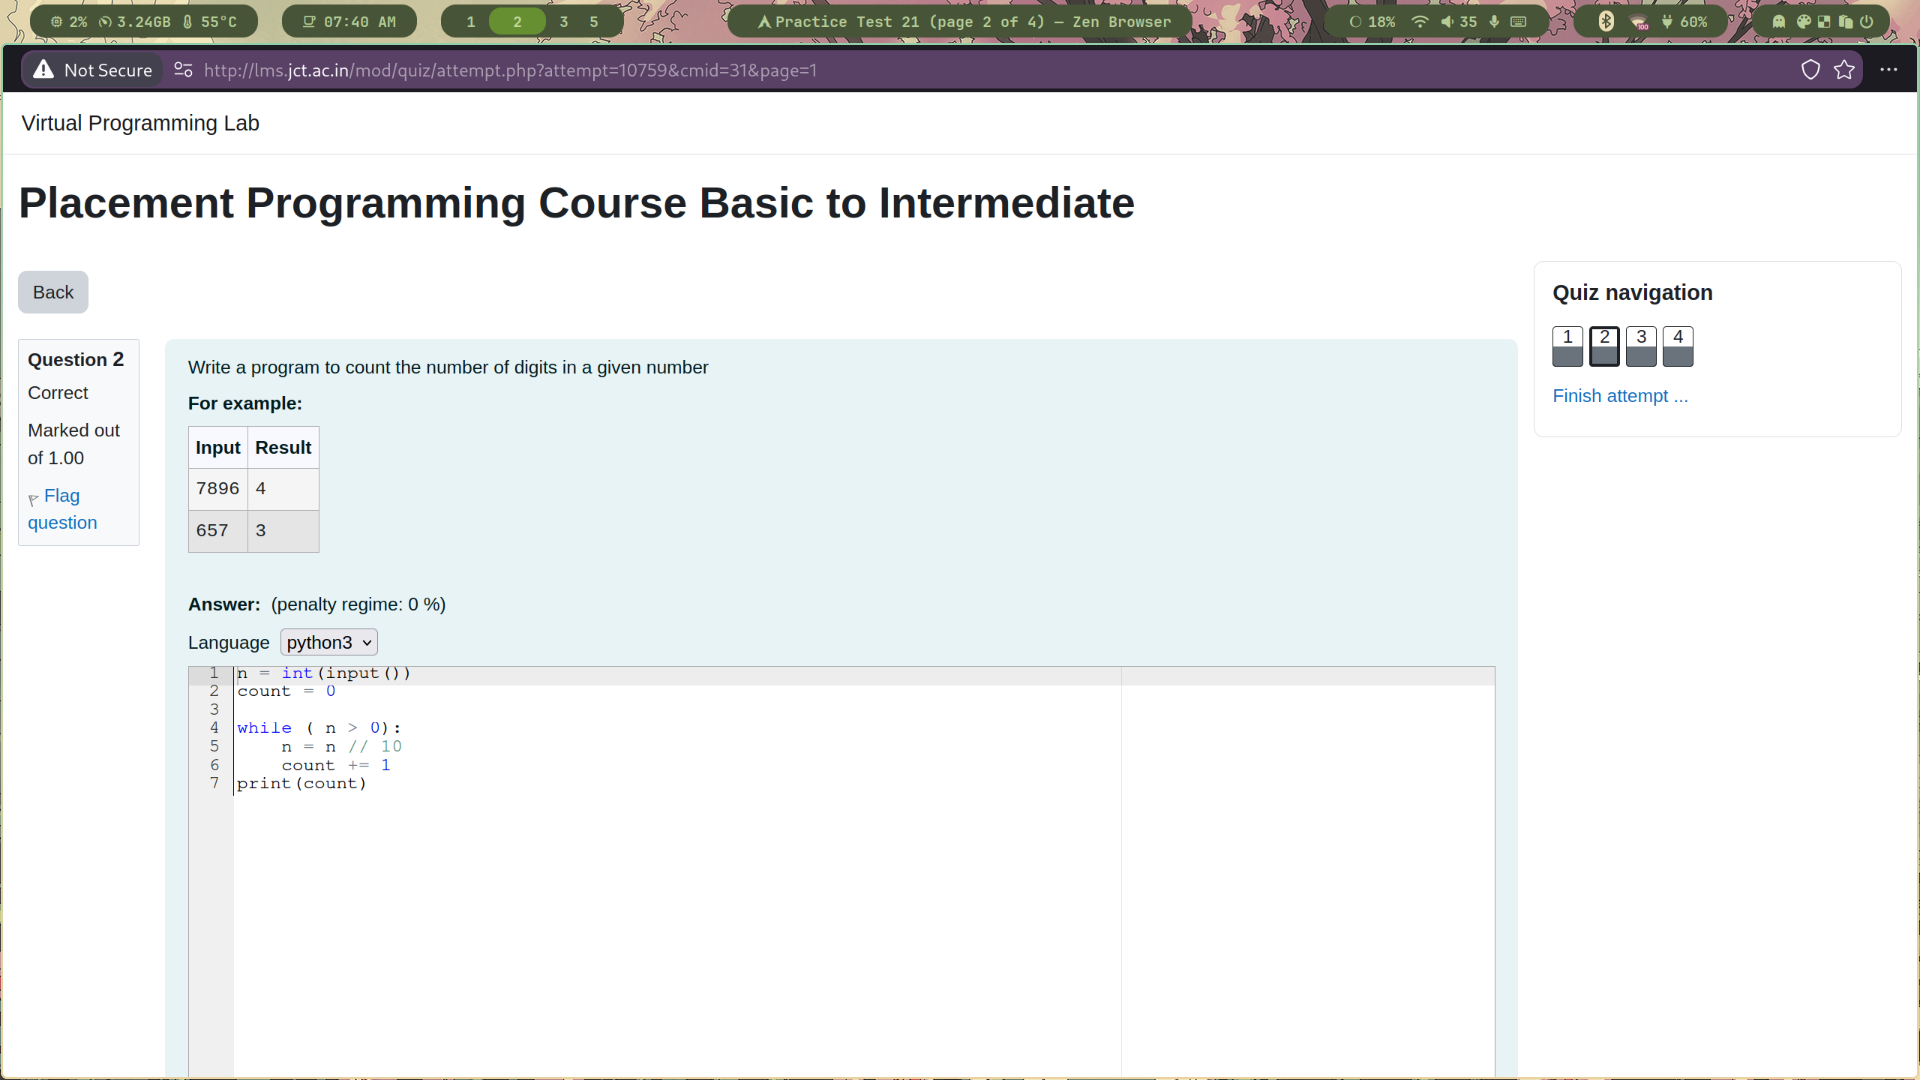 2% 3.24GB 55°C 07:40 AM 1 2 3 5 Practice Test 21 (page 2 of 4) — Zen Browser 18% 35 100 60%
Not Secure http://lms.jct.ac.in/mod/quiz/attempt.php?attempt=10759&cmid=31&page=1
Virtual Programming Lab
Placement Programming Course Basic to Intermediate
Back
Question 2
Correct
Marked out
of 1.00
Flag
question
Write a program to count the number of digits in a given number
For example:
Input Result
7896 4
657 3
Answer: (penalty regime: 0 %)
Language python3
1 n = int(input())
2 count = 0
3
4 while ( n > 0):
5 n = n // 10
6 count += 1
7 print(count)
Quiz navigation
1 2 3 4
Finish attempt ...